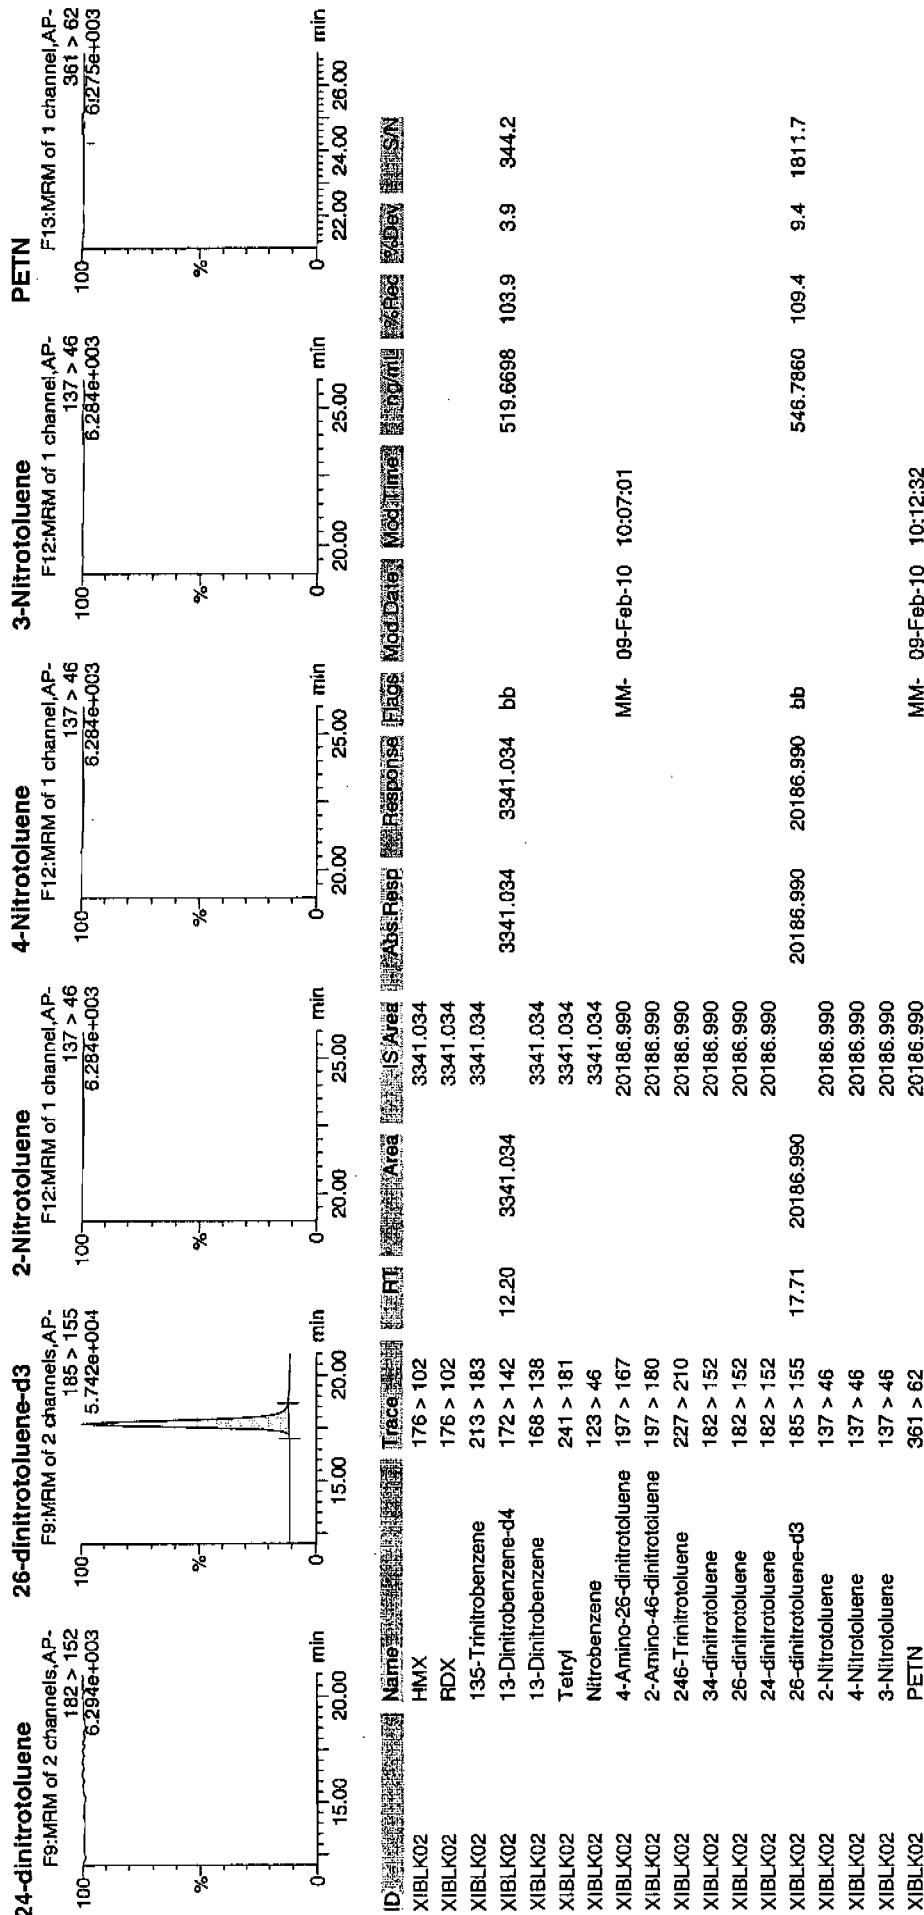 24-dinitrotoluene
F9:MRM of 2 channels,AP-
182 > 152
6.294e+003
100
%
0
15.00 20.00
26-dinitrotoluene-d3
F9:MRM of 2 channels,AP-
185 > 155
5.742e+004
100
%
0
15.00 20.00 min
2-Nitrotoluene
F12:MRM of 1 channel,AP-
137 > 46
6.284e+003
100
%
0
20.00 25.00 min
4-Nitrotoluene
F12:MRM of 1 channel,AP-
137 > 46
6.284e+003
100
%
0
20.00 25.00 min
3-Nitrotoluene
F12:MRM of 1 channel,AP-
137 > 46
6.284e+003
100
%
0
20.00 25.00 min
PETN
F13:MRM of 1 channel,AP-
361 > 62
6.275e+003
100
%
0
22.00 24.00 26.00 min
ID Name Trace RT Area IS Area Abs.Resp Response Flags Mod.Date Mod.Time ng/mL %Rec %Dev S/N
XIBLK02 HMX 176 > 102 3341.034
XIBLK02 RDX 176 > 102 3341.034
XIBLK02 135-Trinitrobenzene 213 > 183 3341.034
XIBLK02 13-Dinitrobenzene-d4 172 > 142 12.20 3341.034 3341.034 3341.034 bb 519.6698 103.9 3.9 344.2
XIBLK02 13-Dinitrobenzene 168 > 138 3341.034
XIBLK02 Tetryl 241 > 181 3341.034
XIBLK02 Nitrobenzene 123 > 46 3341.034
XIBLK02 4-Amino-26-dinitrotoluene 197 > 167 20186.990 MM- 09-Feb-10 10:07:01
XIBLK02 2-Amino-46-dinitrotoluene 197 > 180 20186.990
XIBLK02 246-Trinitrotoluene 227 > 210 20186.990
XIBLK02 34-dinitrotoluene 182 > 152 20186.990
XIBLK02 26-dinitrotoluene 182 > 152 20186.990
XIBLK02 24-dinitrotoluene 182 > 152 20186.990
XIBLK02 26-dinitrotoluene-d3 185 > 155 17.71 20186.990 20186.990 20186.990 bb 546.7860 109.4 9.4 1811.7
XIBLK02 2-Nitrotoluene 137 > 46 20186.990
XIBLK02 4-Nitrotoluene 137 > 46 20186.990
XIBLK02 3-Nitrotoluene 137 > 46 20186.990
XIBLK02 PETN 361 > 62 20186.990 MM- 09-Feb-10 10:12:32